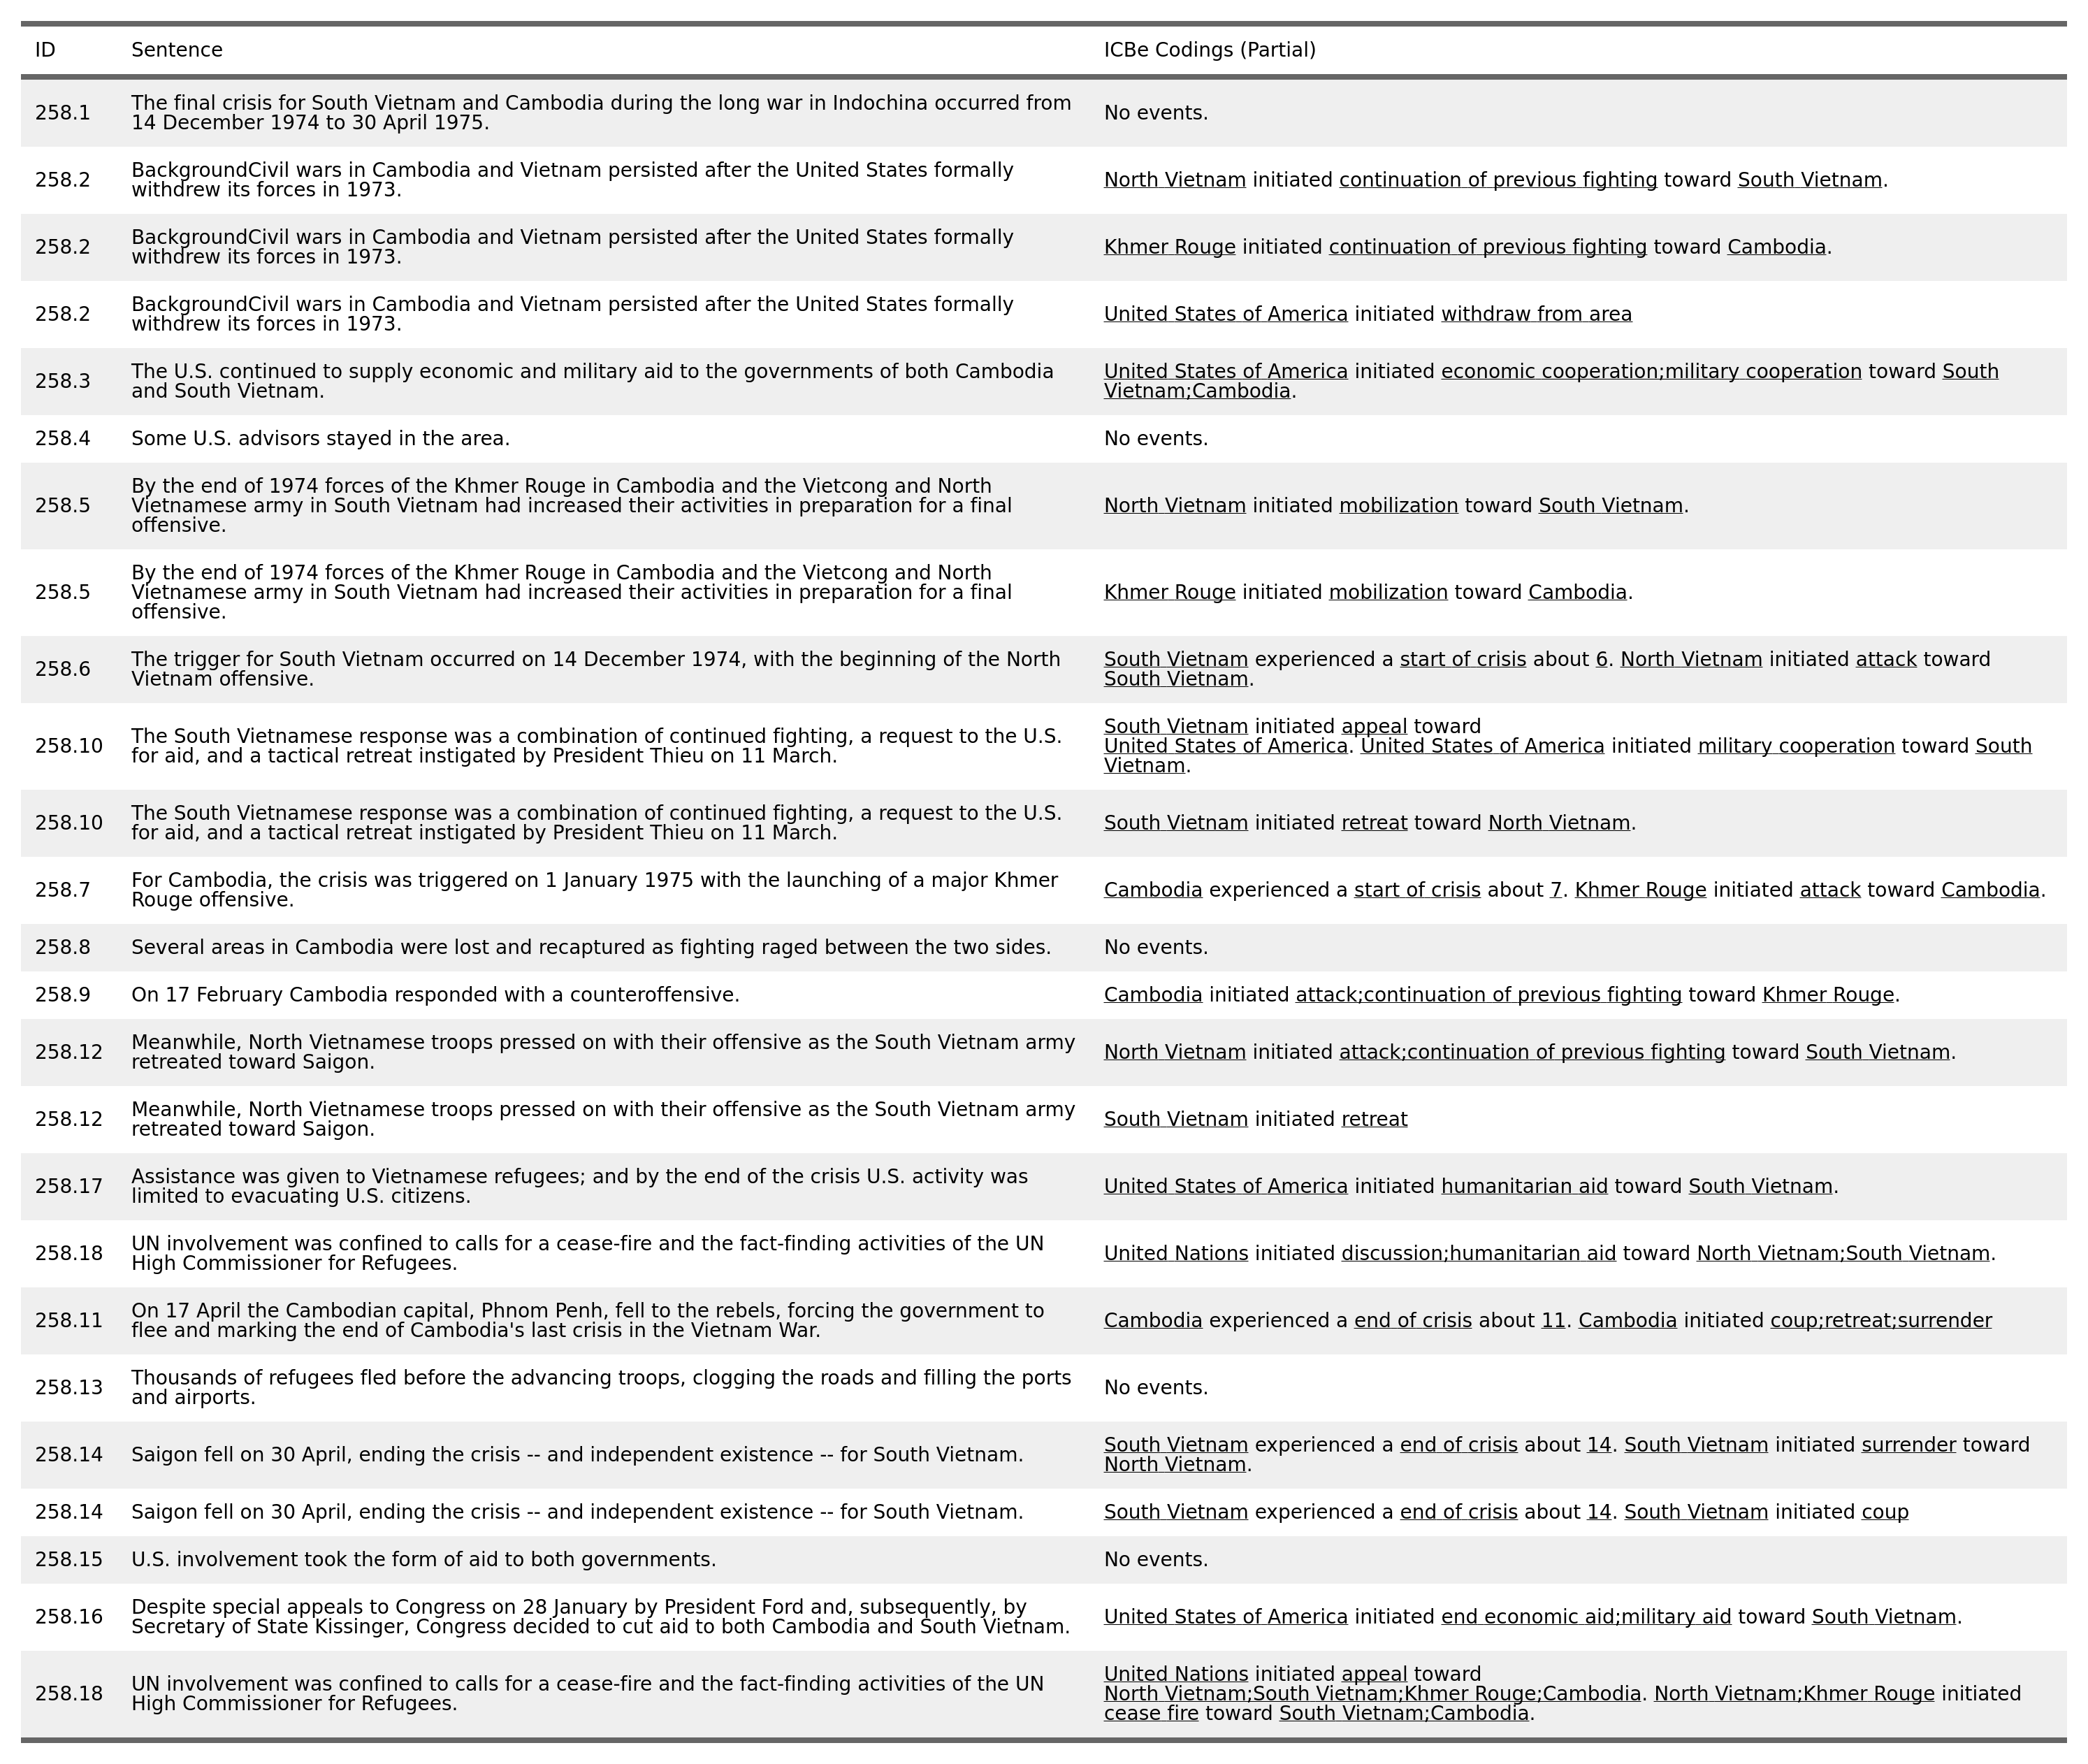 ID Sentence ICBe Codings (Partial)
258.1 The final crisis for South Vietnam and Cambodia during the long war in Indochina occurred from
14 December 1974 to 30 April 1975.
No events.
258.2 BackgroundCivil wars in Cambodia and Vietnam persisted after the United States formally
withdrew its forces in 1973.
North Vietnam initiated continuation of previous fighting toward South Vietnam.
258.2 BackgroundCivil wars in Cambodia and Vietnam persisted after the United States formally
withdrew its forces in 1973.
Khmer Rouge initiated continuation of previous fighting toward Cambodia.
258.2 BackgroundCivil wars in Cambodia and Vietnam persisted after the United States formally
withdrew its forces in 1973.
United States of America initiated withdraw from area
258.3 The U.S. continued to supply economic and military aid to the governments of both Cambodia
and South Vietnam.
United States of America initiated economic cooperation;military cooperation toward South
Vietnam;Cambodia.
258.4 Some U.S. advisors stayed in the area.
No events.
258.5 By the end of 1974 forces of the Khmer Rouge in Cambodia and the Vietcong and North
Vietnamese army in South Vietnam had increased their activities in preparation for a final
offensive.
North Vietnam initiated mobilization toward South Vietnam.
258.5 By the end of 1974 forces of the Khmer Rouge in Cambodia and the Vietcong and North
Vietnamese army in South Vietnam had increased their activities in preparation for a final
offensive.
Khmer Rouge initiated mobilization toward Cambodia.
258.6 The trigger for South Vietnam occurred on 14 December 1974, with the beginning of the North
Vietnam offensive.
South Vietnam experienced a start of crisis about 6. North Vietnam initiated attack toward
South Vietnam.
258.10 The South Vietnamese response was a combination of continued fighting, a request to the U.S.
for aid, and a tactical retreat instigated by President Thieu on 11 March.
South Vietnam initiated appeal toward
United States of America. United States of America initiated military cooperation toward South
Vietnam.
258.10 The South Vietnamese response was a combination of continued fighting, a request to the U.S.
for aid, and a tactical retreat instigated by President Thieu on 11 March.
South Vietnam initiated retreat toward North Vietnam.
258.7 For Cambodia, the crisis was triggered on 1 January 1975 with the launching of a major Khmer
Rouge offensive.
Cambodia experienced a start of crisis about 7. Khmer Rouge initiated attack toward Cambodia.
258.8 Several areas in Cambodia were lost and recaptured as fighting raged between the two sides.
No events.
258.9 On 17 February Cambodia responded with a counteroffensive.
Cambodia initiated attack;continuation of previous fighting toward Khmer Rouge.
258.12 Meanwhile, North Vietnamese troops pressed on with their offensive as the South Vietnam army
retreated toward Saigon.
North Vietnam initiated attack;continuation of previous fighting toward South Vietnam.
258.12 Meanwhile, North Vietnamese troops pressed on with their offensive as the South Vietnam army
retreated toward Saigon.
South Vietnam initiated retreat
258.17 Assistance was given to Vietnamese refugees; and by the end of the crisis U.S. activity was
limited to evacuating U.S. citizens.
United States of America initiated humanitarian aid toward South Vietnam.
258.18 UN involvement was confined to calls for a cease-fire and the fact-finding activities of the UN
High Commissioner for Refugees.
United Nations initiated discussion;humanitarian aid toward North Vietnam;South Vietnam.
258.11 On 17 April the Cambodian capital, Phnom Penh, fell to the rebels, forcing the government to
flee and marking the end of Cambodia's last crisis in the Vietnam War.
Cambodia experienced a end of crisis about 11. Cambodia initiated coup;retreat;surrender
258.13 Thousands of refugees fled before the advancing troops, clogging the roads and filling the ports
and airports.
No events.
258.14 Saigon fell on 30 April, ending the crisis -- and independent existence -- for South Vietnam.
South Vietnam experienced a end of crisis about 14. South Vietnam initiated surrender toward
North Vietnam.
258.14 Saigon fell on 30 April, ending the crisis -- and independent existence -- for South Vietnam.
South Vietnam experienced a end of crisis about 14. South Vietnam initiated coup
258.15 U.S. involvement took the form of aid to both governments.
No events.
258.16 Despite special appeals to Congress on 28 January by President Ford and, subsequently, by
Secretary of State Kissinger, Congress decided to cut aid to both Cambodia and South Vietnam.
United States of America initiated end economic aid;military aid toward South Vietnam.
258.18 UN involvement was confined to calls for a cease-fire and the fact-finding activities of the UN
High Commissioner for Refugees.
United Nations initiated appeal toward
North Vietnam;South Vietnam;Khmer Rouge;Cambodia. North Vietnam;Khmer Rouge initiated
cease fire toward South Vietnam;Cambodia.